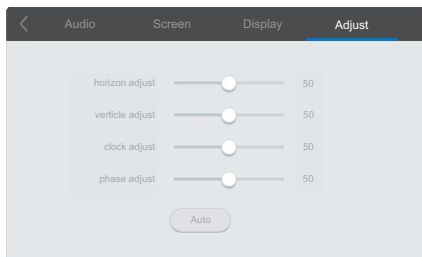 Audio Screen Display Adjust
horizon adjust 50
verticle adjust 50
clock adjust 50
phase adjust 50
Auto